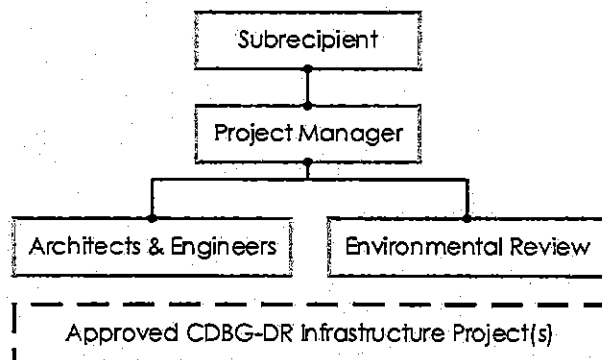 Subrecipient
Project Manager
Architects & Engineers
Environmental Review
Approved CDBG-DR Infrastructure Project(s)